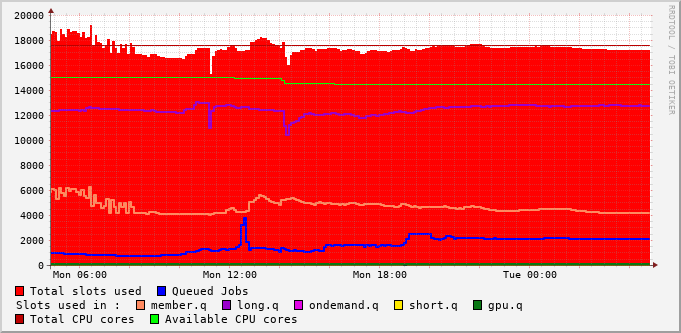 20000
18000
16000
14000
12000
10000
8000
6000
4000
2000
0
Mon 06:00 Mon 12:00 Mon 18:00 Tue 00:00
RRDTOOL / TOBI OETIKER
Total slots used Queued Jobs
Slots used in : member.q long.q ondemand.q short.q gpu.q
Total CPU cores Available CPU cores